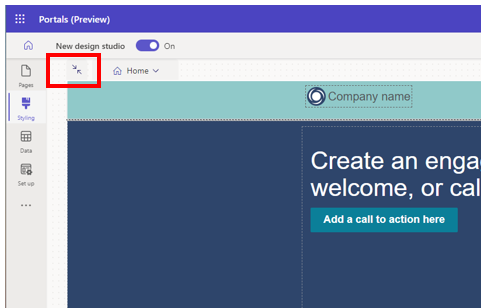 Portals (Preview)
New design studio On
Home
Pages
Styling
Data
Set up
Company name
Create an enga
welcome, or cal
Add a call to action here